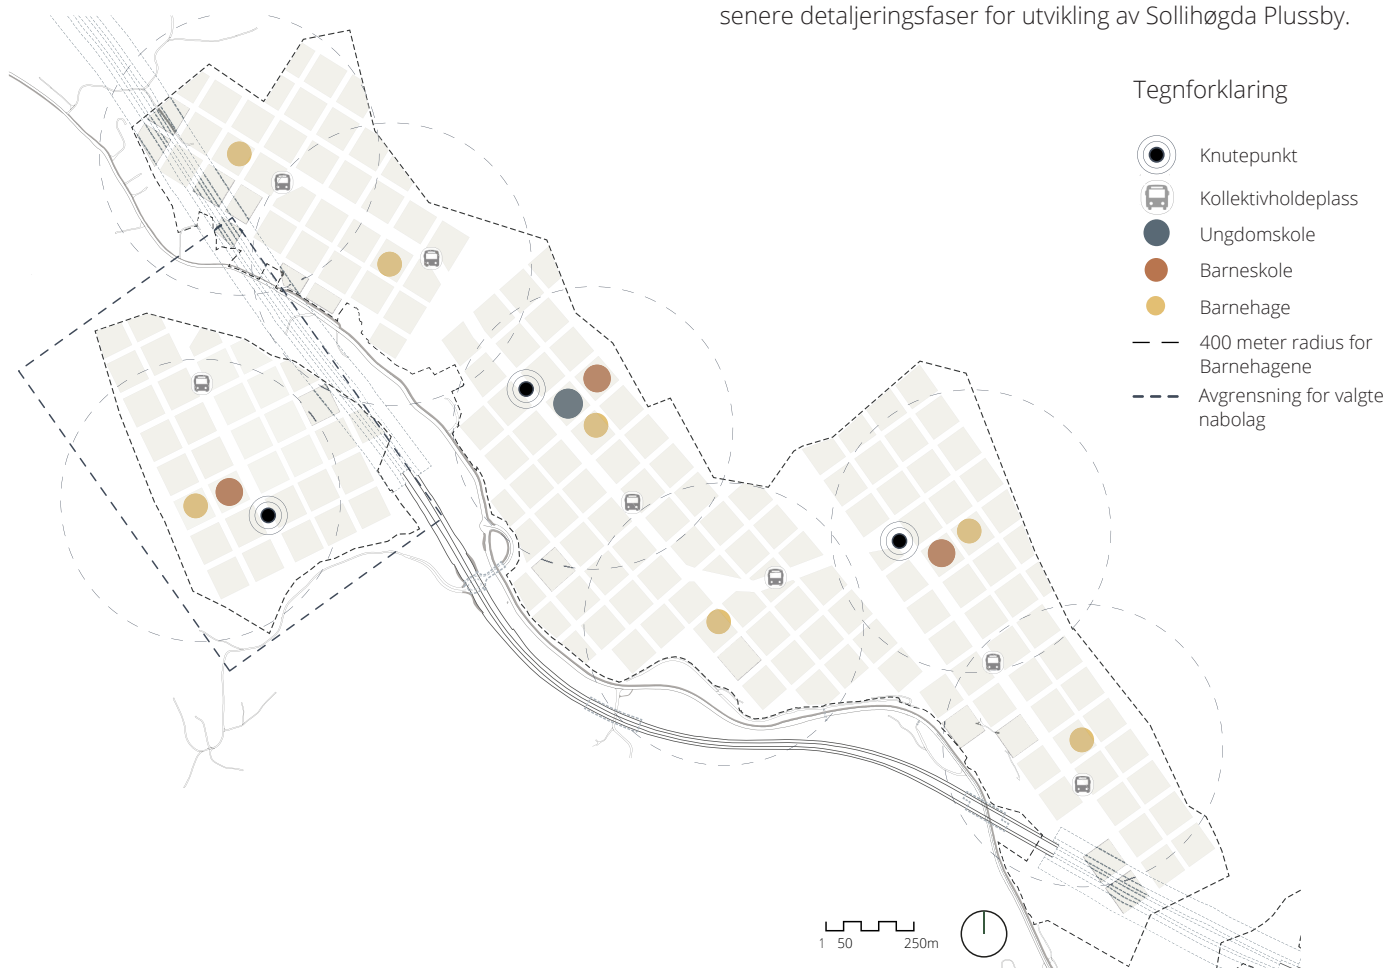 senere detaljeringsfaser for utvikling av Sollihøgda Plussby.
Tegnforklaring
Knutepunkt
Kollektivholdeplass
Ungdomskole
Barneskole
Barnehage
400 meter radius for
Barnehagene
Avgrensning for valgte
nabolag
1 50 250m